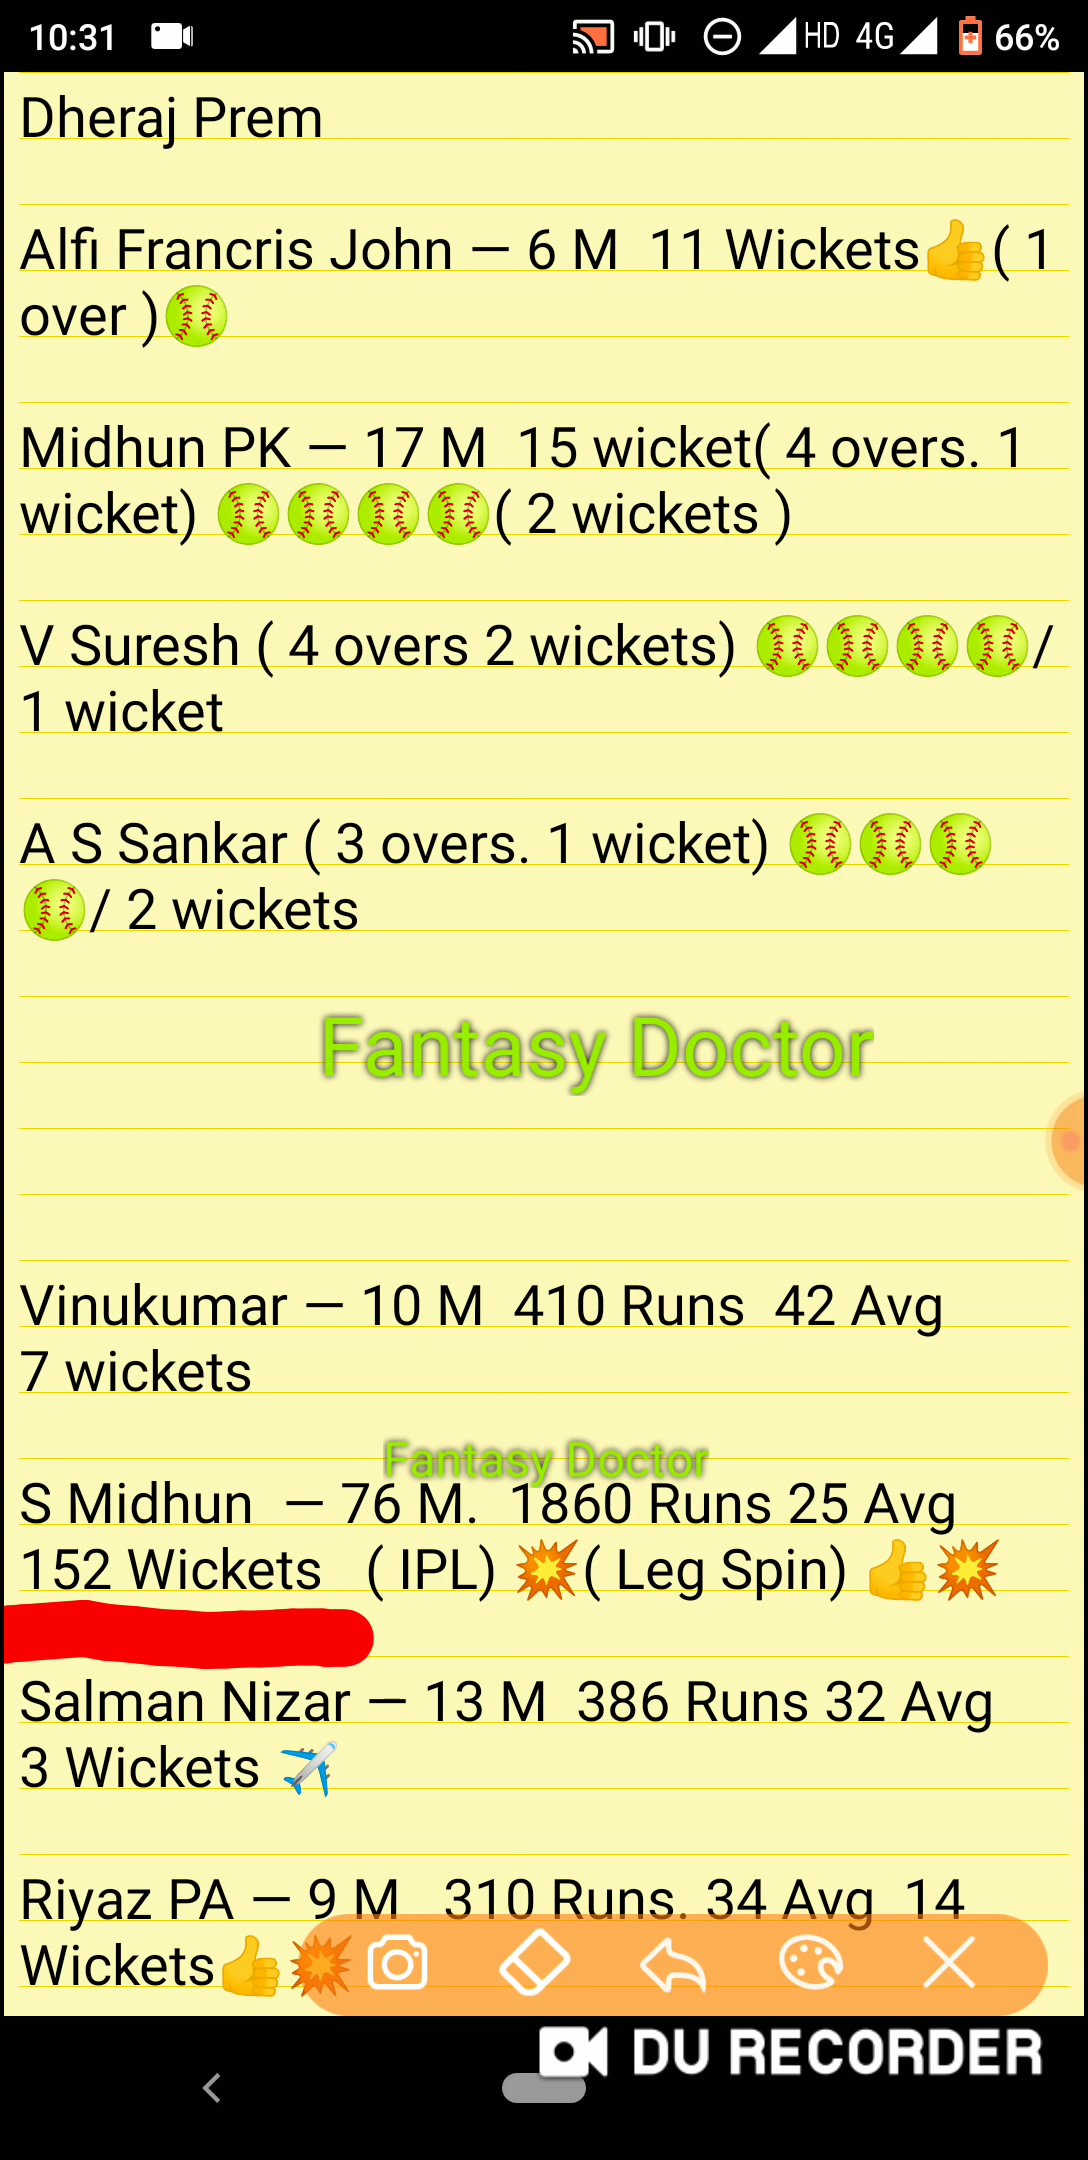 10:31 HD 4G 66%
Dheraj Prem
Alfi Francris John — 6 M 11 Wickets👍( 1
over )🥎
Midhun PK — 17 M 15 wicket( 4 overs. 1
wicket) 🥎🥎🥎🥎( 2 wickets )
V Suresh ( 4 overs 2 wickets) 🥎🥎🥎🥎/
1 wicket
A S Sankar ( 3 overs. 1 wicket) 🥎🥎🥎
🥎/ 2 wickets
Fantasy Doctor
Vinukumar — 10 M 410 Runs 42 Avg
7 wickets
Fantasy Doctor
S Midhun — 76 M. 1860 Runs 25 Avg
152 Wickets ( IPL) 💥( Leg Spin) 👍💥
Salman Nizar — 13 M 386 Runs 32 Avg
3 Wickets ✈️
Riyaz PA — 9 M 310 Runs. 34 Avg 14
Wickets👍💥
DU RECORDER